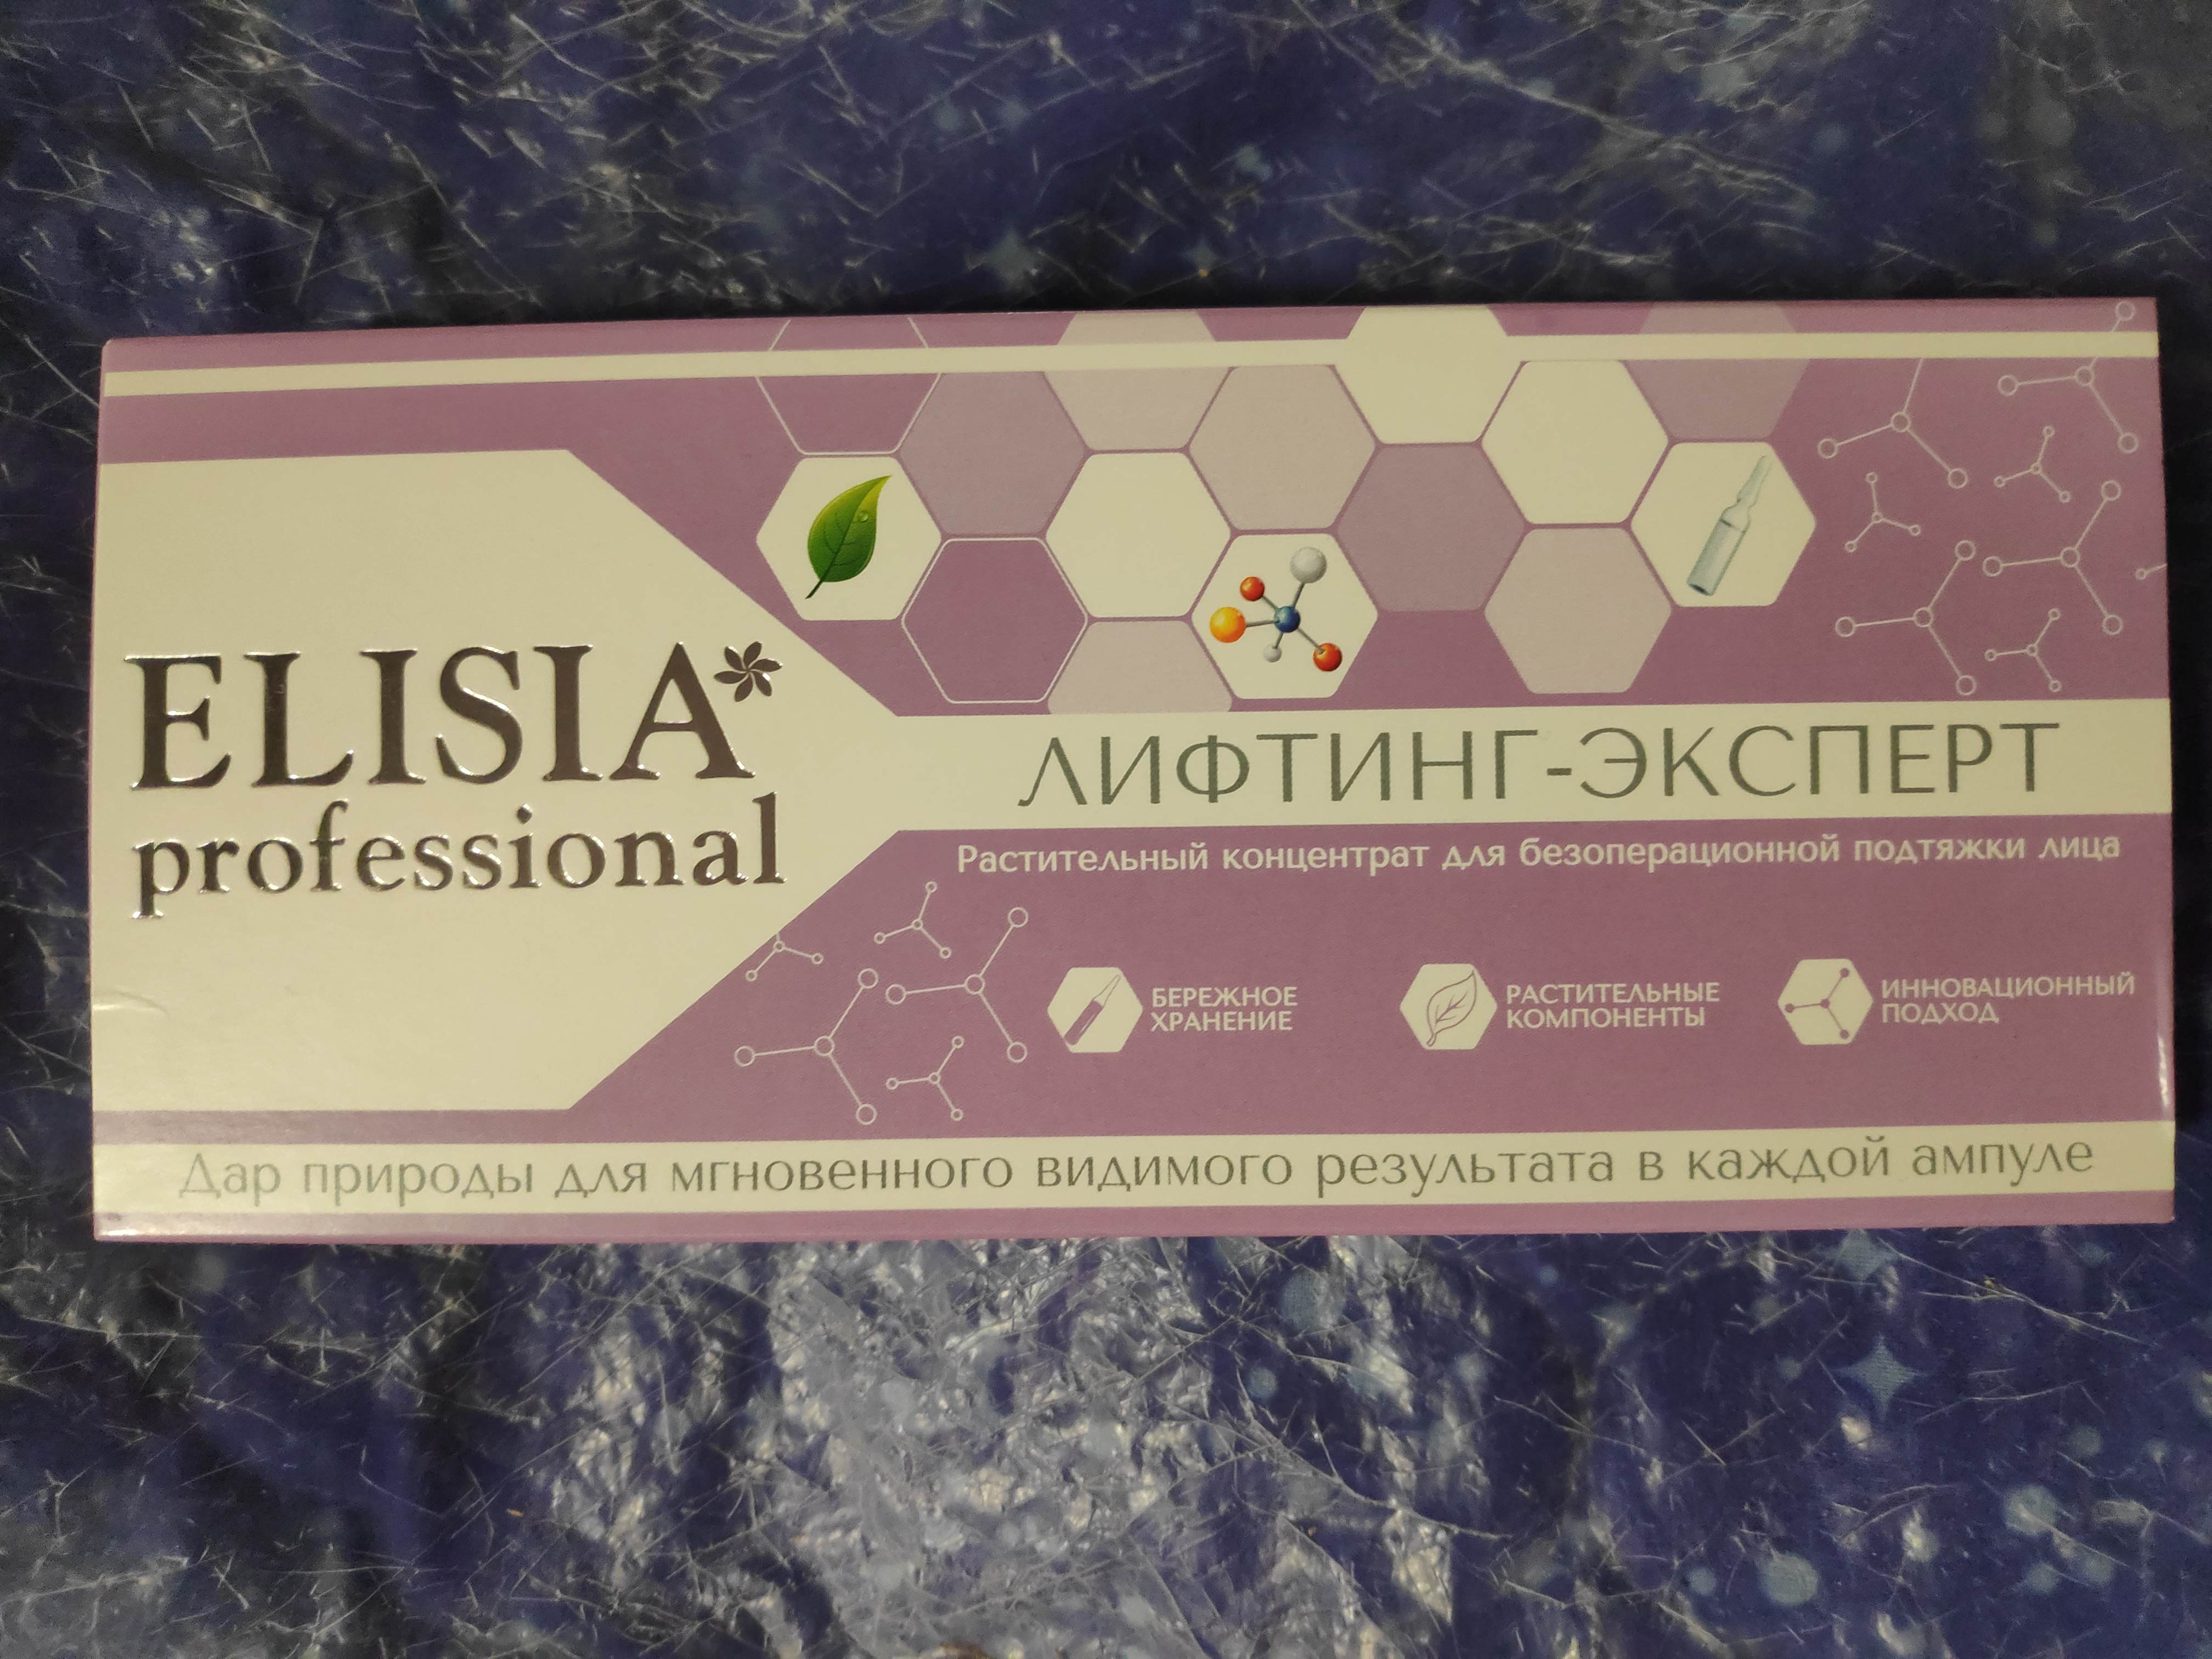 ELISIA*
professional
ЛИФТИНГ-ЭКСПЕРТ
Растительный концентрат для безоперационной подтяжки лица
БЕРЕЖНОЕ
ХРАНЕНИЕ
РАСТИТЕЛЬНЫЕ
КОМПОНЕНТЫ
ИННОВАЦИОННЫЙ
ПОДХОД
Дар природы для мгновенного видимого результата в каждой ампуле